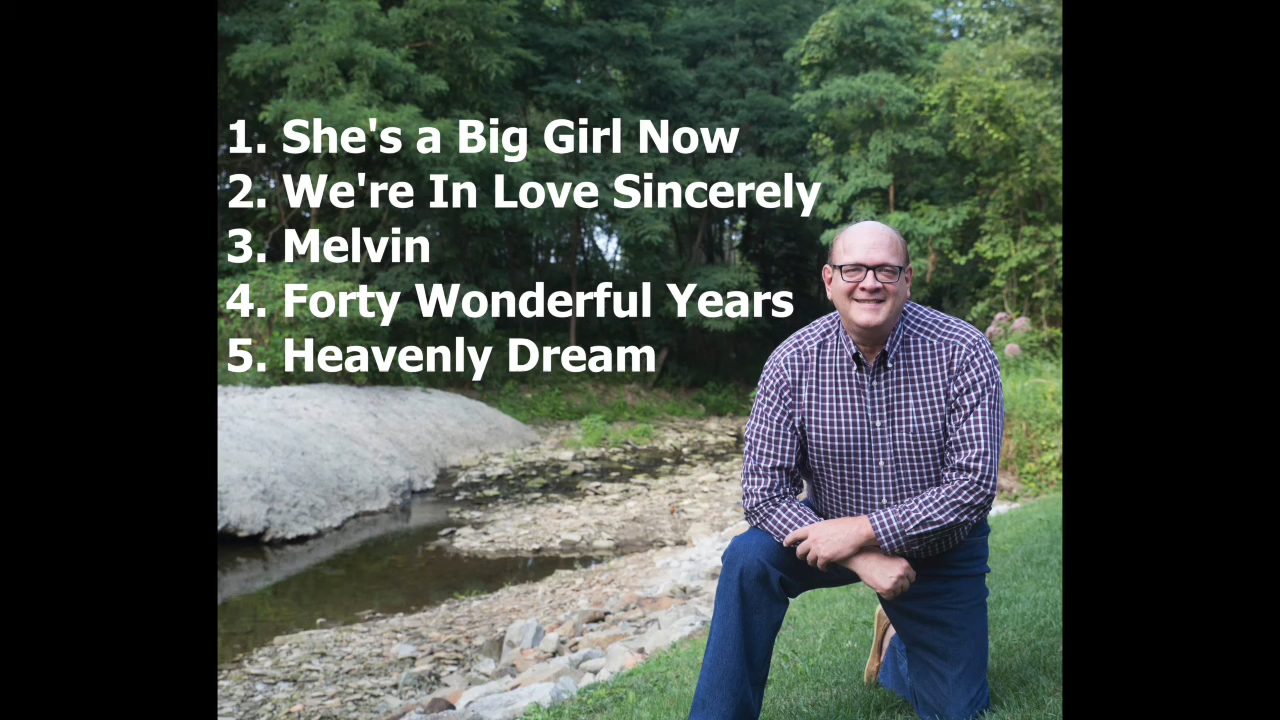 1. She's a Big Girl Now
2. We're In Love Sincerely
3. Melvin
4. Forty Wonderful Years
5. Heavenly Dream